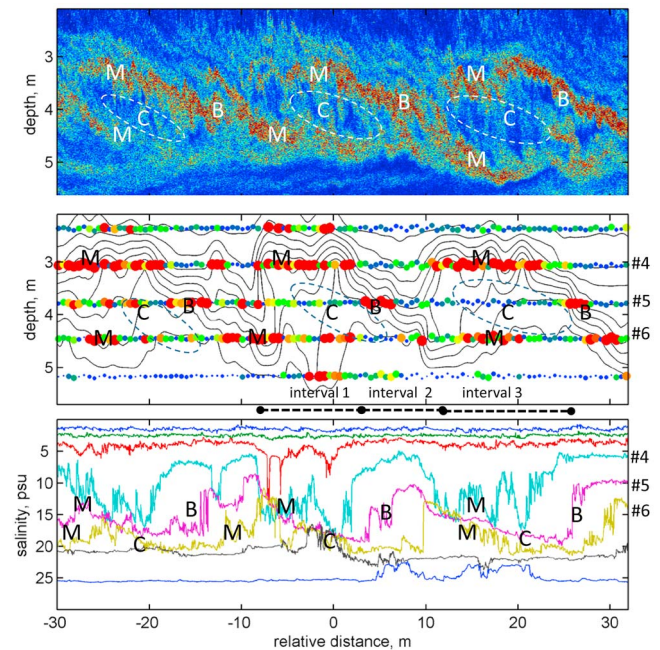 depth, m
3
4
5
M
M
M
B
B
C
C
C
M
M
M
depth, m
3
4
5
M
M
M
#4
C
B
C
B
C
B
#5
M
M
M
#6
interval 1
interval 2
interval 3
salinity, psu
5
10
15
20
25
#4
#5
#6
M
M
M
B
B
M
M
M
C
C
C
-30
-20
-10
0
10
20
30
relative distance, m